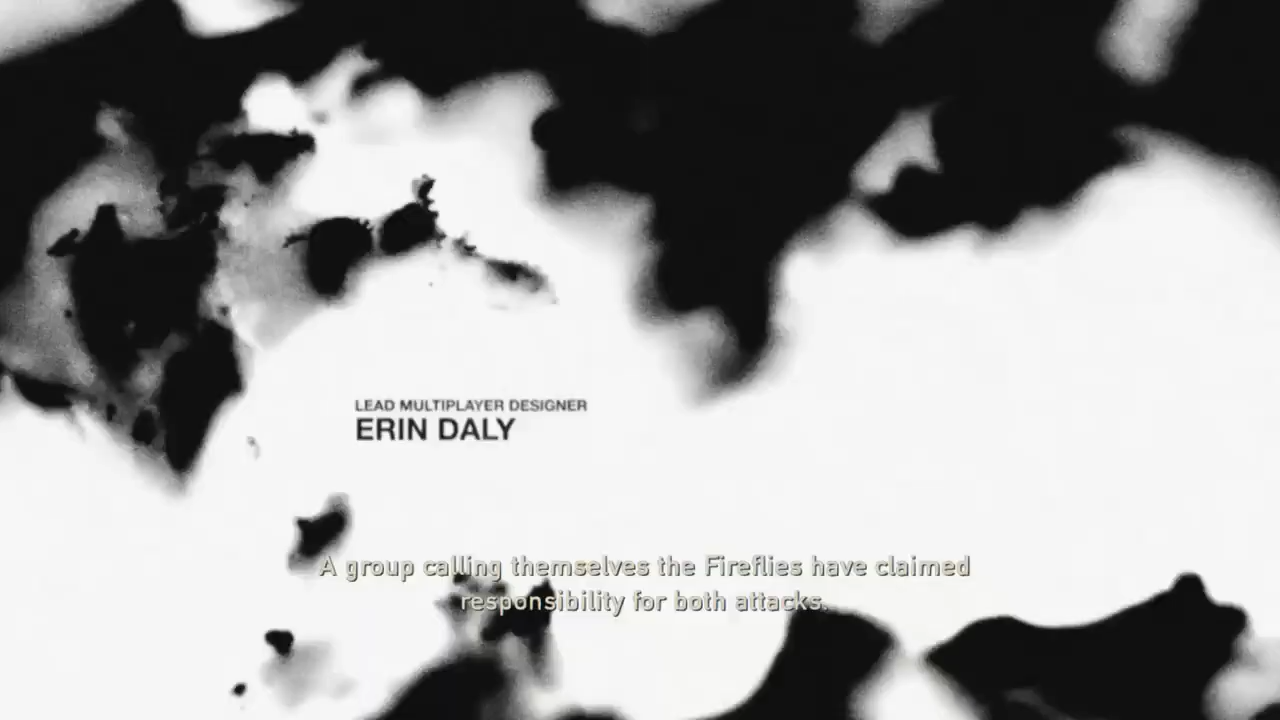 LEAD MULTIPLAYER DESIGNER
ERIN DALY
A group calling themselves the Fireflies have claimed
responsibility for both attacks.